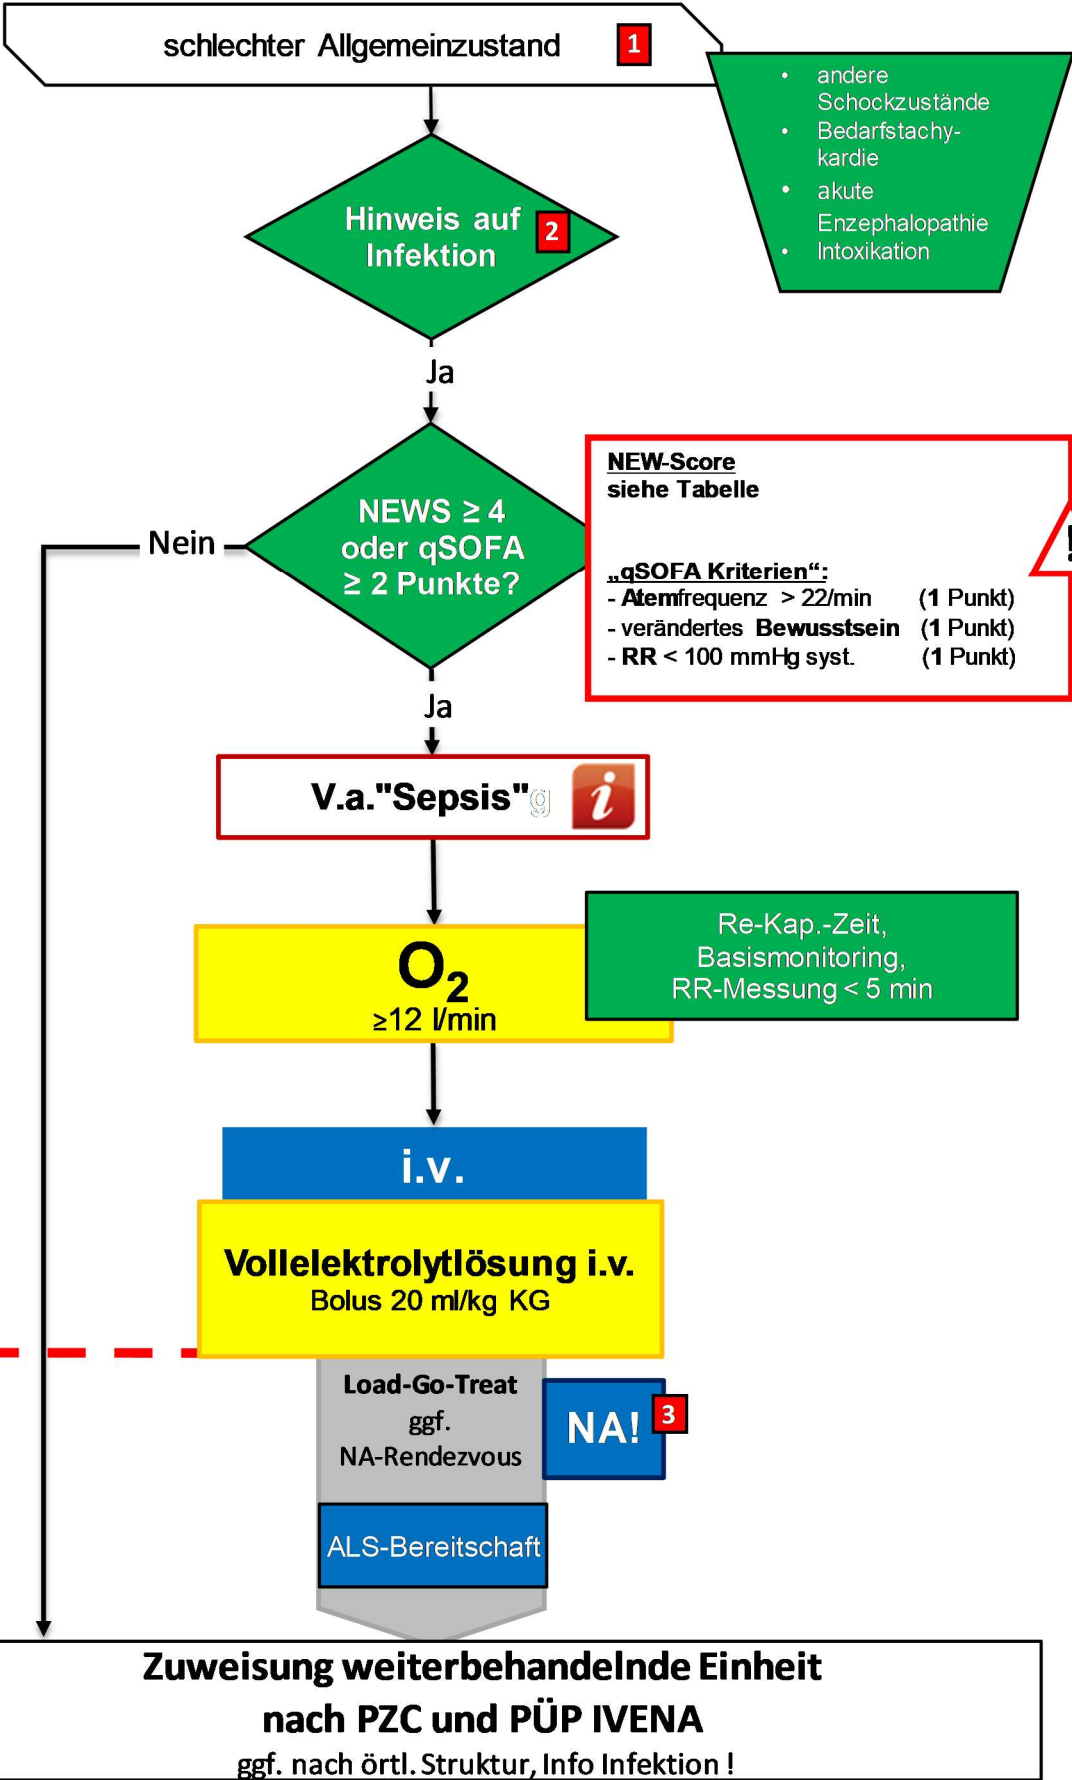 schlechter Allgemeinzustand 1
• andere
Schockzustände
• Bedarfstachy-
kardie
• akute
Enzephalopathie
• Intoxikation
Hinweis auf 2
Infektion
Ja
NEWS ≥ 4
oder qSOFA
≥ 2 Punkte?
Nein
NEW-Score
siehe Tabelle
!
„qSOFA Kriterien“:
- Atemfrequenz > 22/min (1 Punkt)
- verändertes Bewusstsein (1 Punkt)
- RR < 100 mmHg syst. (1 Punkt)
Ja
V.a."Sepsis"g i
O₂
≥12 l/min
Re-Kap.-Zeit,
Basismonitoring,
RR-Messung < 5 min
i.v.
Vollelektrolytlösung i.v.
Bolus 20 ml/kg KG
Load-Go-Treat
ggf.
NA-Rendezvous
NA! 3
ALS-Bereitschaft
Zuweisung weiterbehandelnde Einheit
nach PZC und PÜP IVENA
ggf. nach örtl. Struktur, Info Infektion !